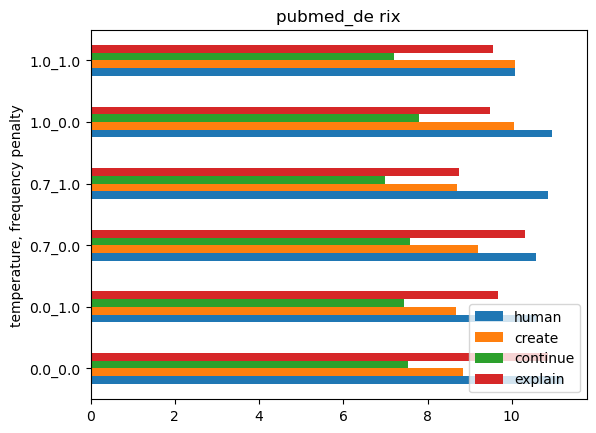 pubmed_de rix
temperature, frequency penalty
1.0_1.0
1.0_0.0
0.7_1.0
0.7_0.0
0.0_1.0
0.0_0.0
human
create
continue
explain
0 2 4 6 8 10